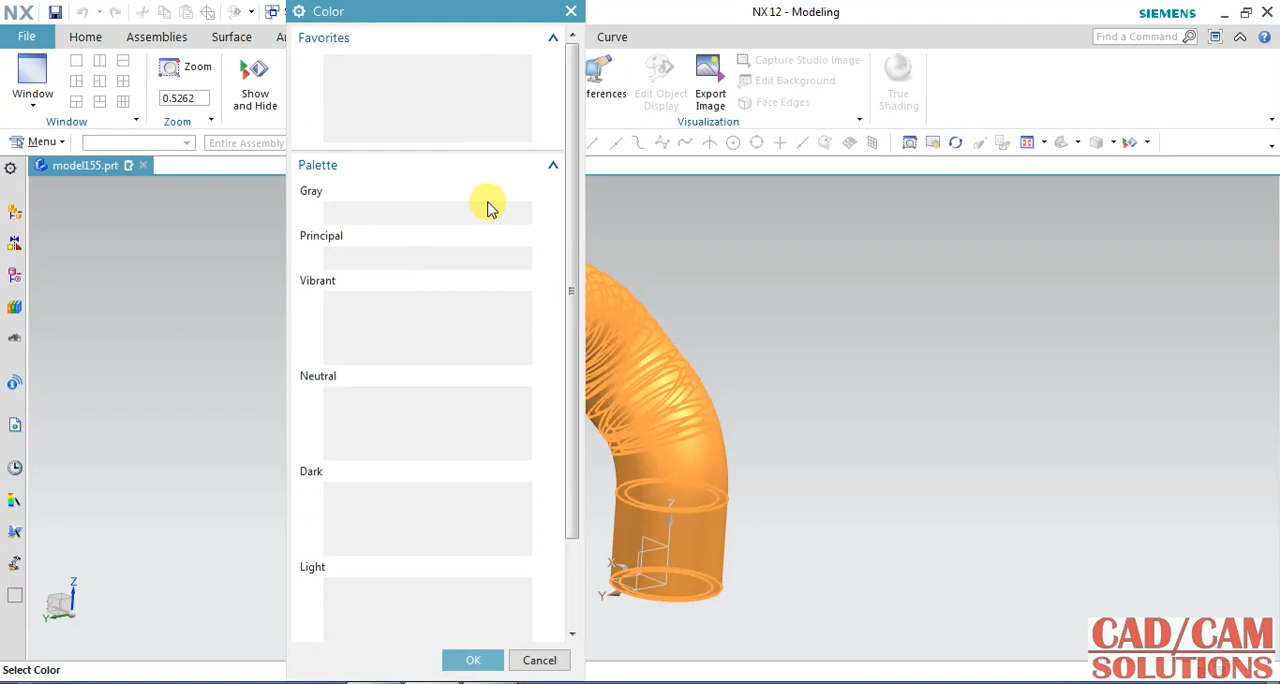 NX
Color
NX 12 - Modeling
SIEMENS
File
Home
Assemblies
Surface
Curve
Find a Command
Favorites
Window
Zoom
0.5262
Show and Hide
Window
Zoom
Edit Object Display
Export Image
Capture Studio Image
Edit Background
Face Edges
True Shading
Visualization
Menu
Entire Assembly
model155.prt
Palette
Gray
Principal
Vibrant
Neutral
Dark
Light
OK
Cancel
Z
X
Y
Z
Y
Select Color
CAD/CAM
SOLUTIONS